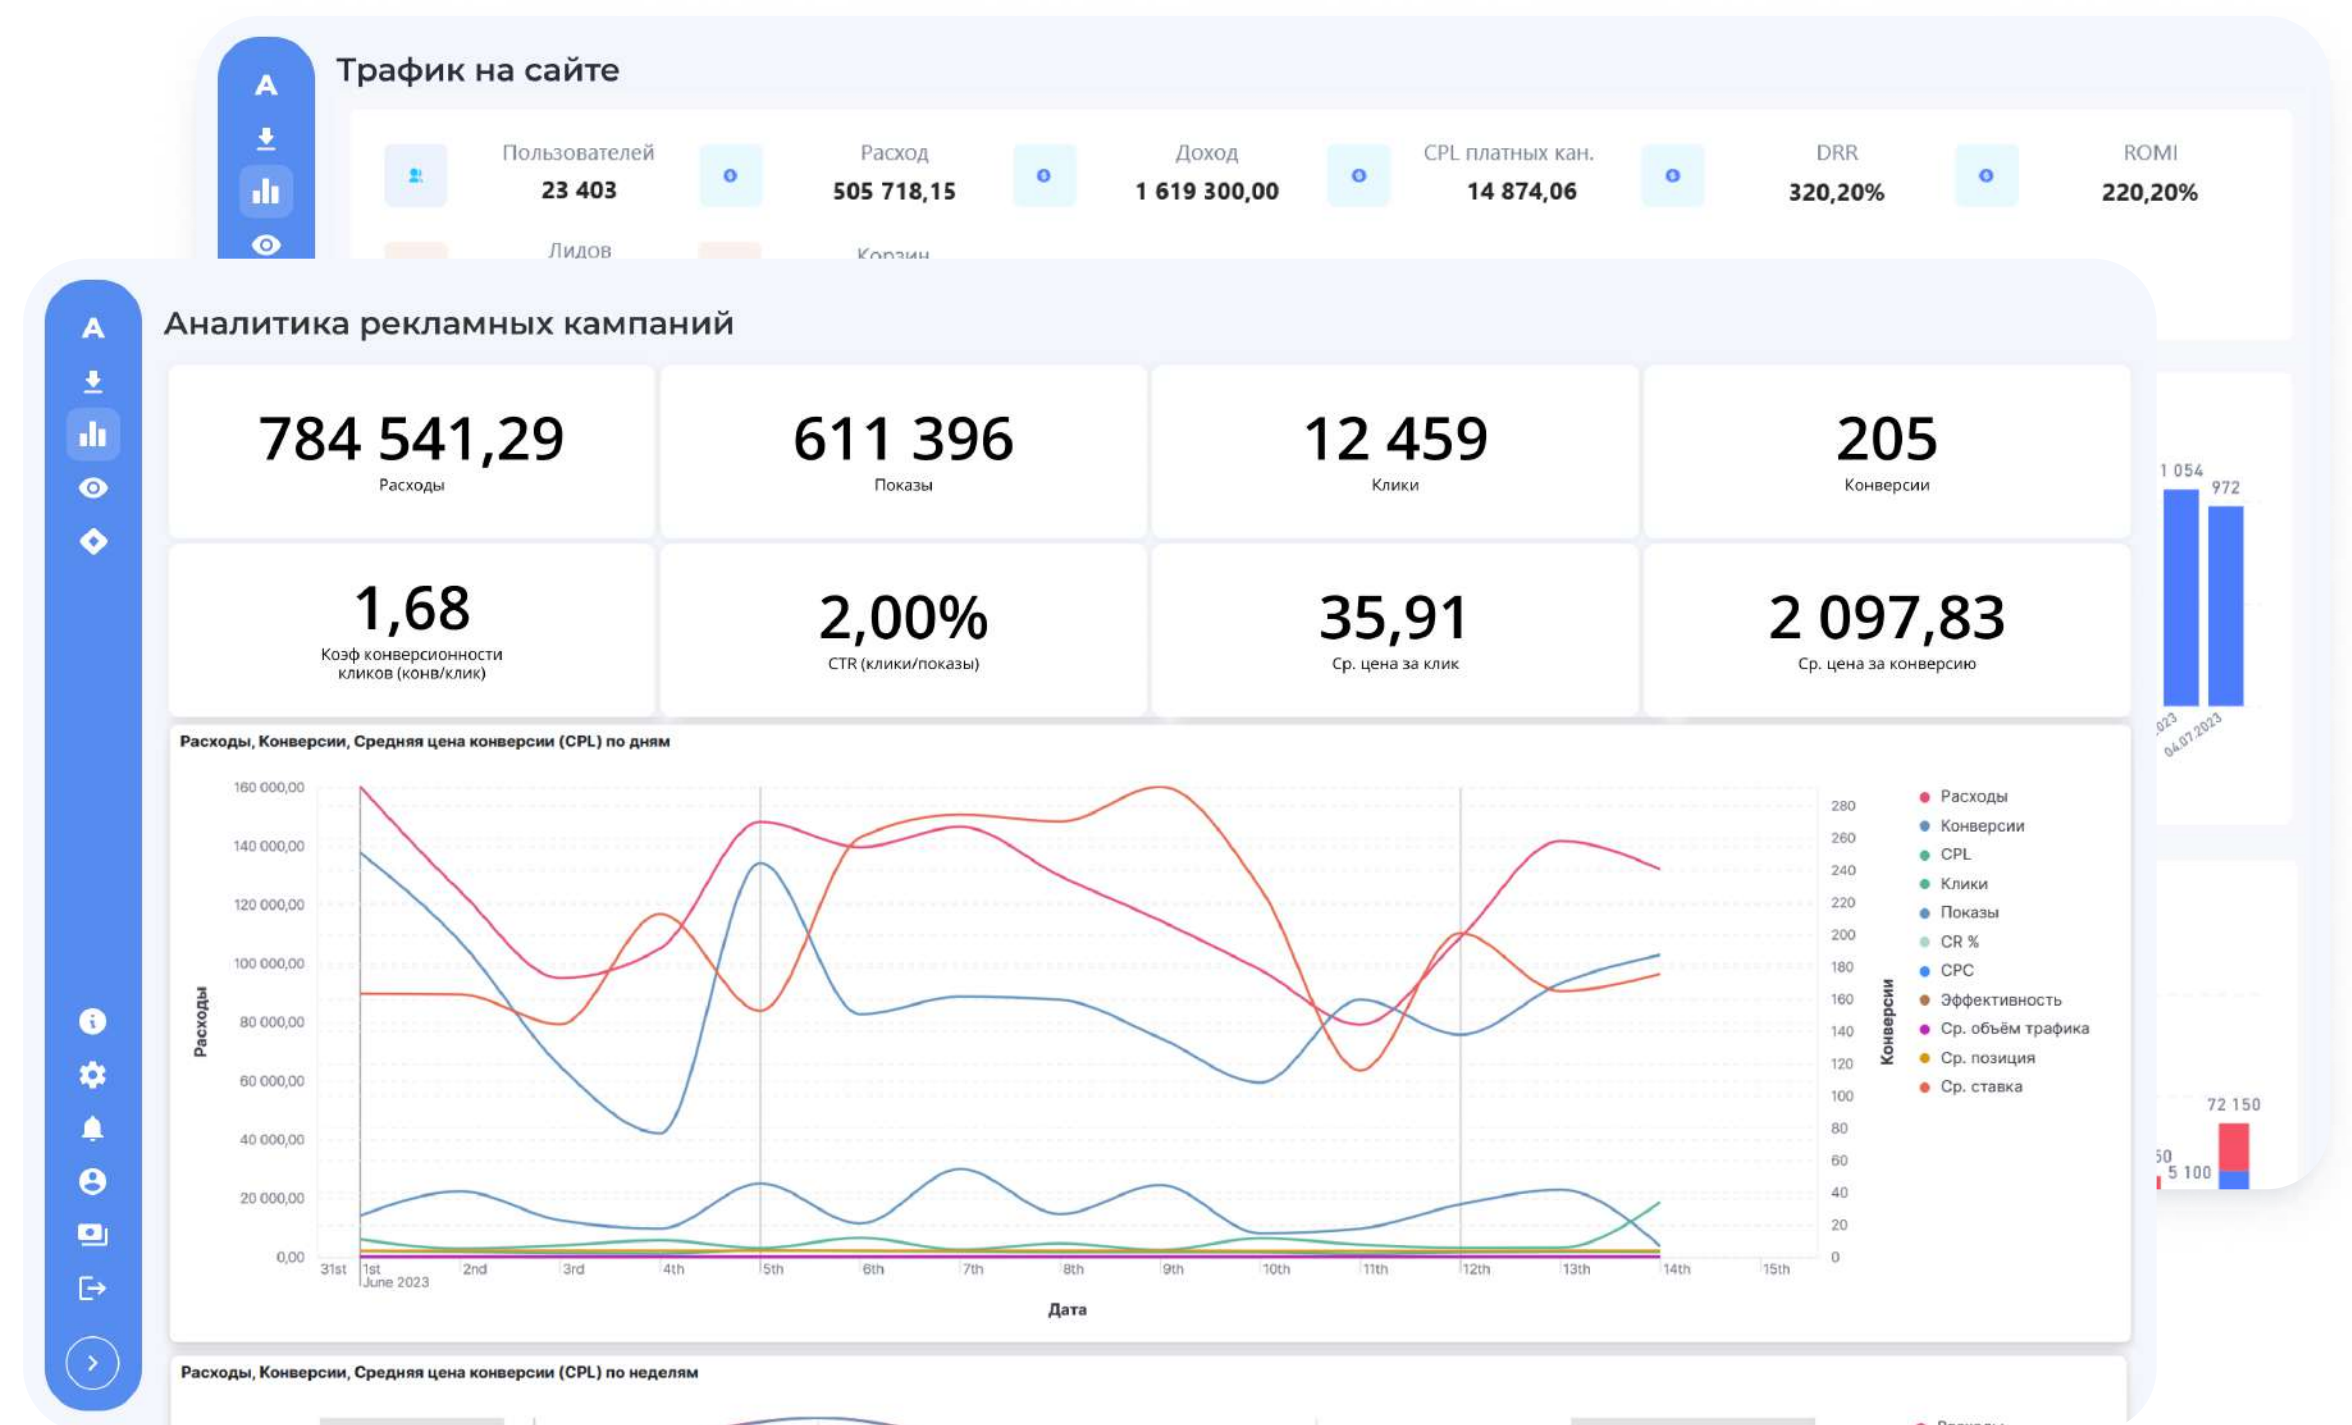 A
Трафик на сайте
Пользователей
23 403
Расход
505 718,15
Доход
1 619 300,00
CPL платных кан.
14 874,06
DRR
320,20%
ROMI
220,20%
Лидов
Корзин
A
Аналитика рекламных кампаний
784 541,29
Расходы
611 396
Показы
12 459
Клики
205
Конверсии
1,68
Коэф конверсионности
кликов (конв/клик)
2,00%
CTR (клики/показы)
35,91
Ср. цена за клик
2 097,83
Ср. цена за конверсию
1 054
972
023
04.07.2023
Расходы, Конверсии, Средняя цена конверсии (CPL) по дням
Расходы
160 000,00
140 000,00
120 000,00
100 000,00
80 000,00
60 000,00
40 000,00
20 000,00
0,00
31st
1st
June 2023
2nd
3rd
4th
5th
6th
7th
8th
9th
10th
11th
12th
13th
14th
15th
Дата
280
260
240
220
200
180
160
140
120
100
80
60
40
20
0
Конверсии
Расходы
Конверсии
CPL
Клики
Показы
CR %
CPC
Эффективность
Ср. объём трафика
Ср. позиция
Ср. ставка
72 150
50
5 100
Расходы, Конверсии, Средняя цена конверсии (CPL) по неделям